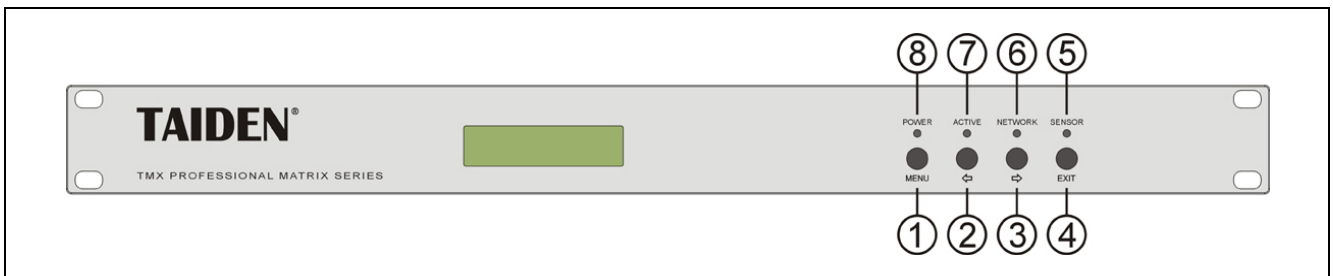 ⑧ ⑦ ⑥ ⑤
TAIDEN®
POWER ACTIVE NETWORK SENSOR
TMX PROFESSIONAL MATRIX SERIES
MENU ⇦ ⇨ EXIT
① ② ③ ④